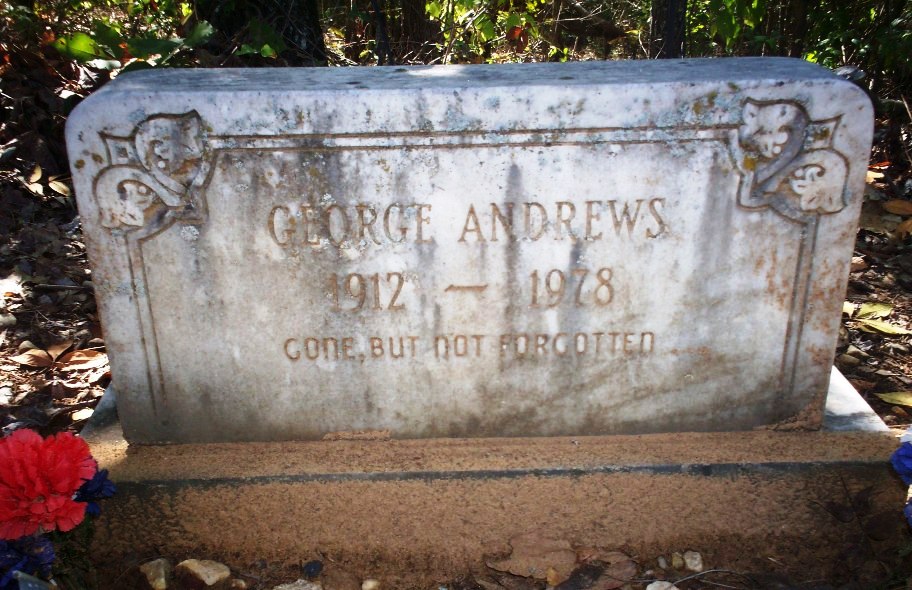 GEORGE ANDREWS
1912 — 1978
GONE, BUT NOT FORGOTTEN